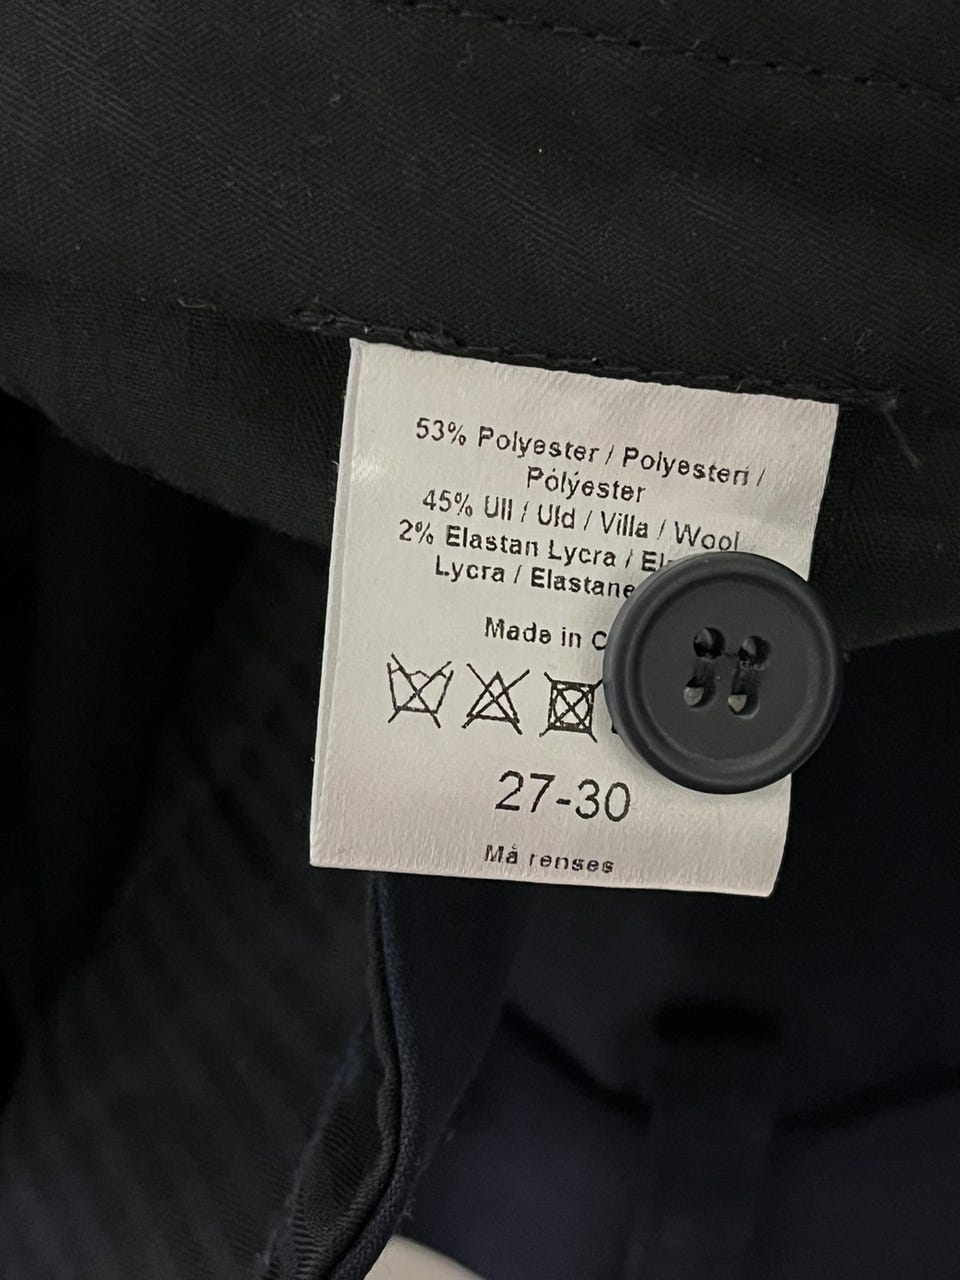 53% Polyester / Polyesteri /
Pólýester
45% Ull / Uld / Villa / Wool
2% Elastan Lycra /
Lycra / Elastane
Made in
27-30
Må renses